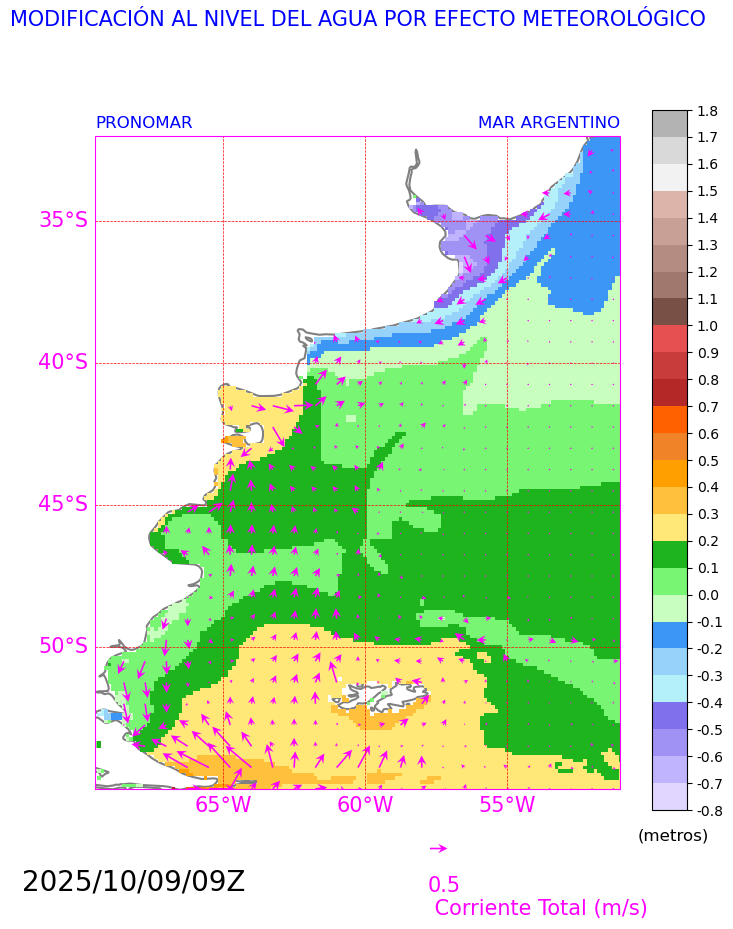 MODIFICACIÓN AL NIVEL DEL AGUA POR EFECTO METEOROLÓGICO
PRONOMAR MAR ARGENTINO
1.8
1.7
1.6
1.5
1.4
1.3
1.2
1.1
1.0
0.9
0.8
0.7
0.6
0.5
0.4
0.3
0.2
0.1
0.0
-0.1
-0.2
-0.3
-0.4
-0.5
-0.6
-0.7
-0.8
(metros)
35°S
40°S
45°S
50°S
65°W 60°W 55°W
2025/10/09/09Z
0.5
Corriente Total (m/s)